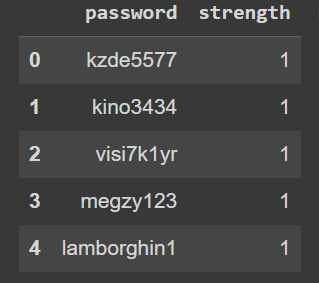 password strength
0 kzde5577 1
1 kino3434 1
2 visi7k1yr 1
3 megzy123 1
4 lamborghin1 1